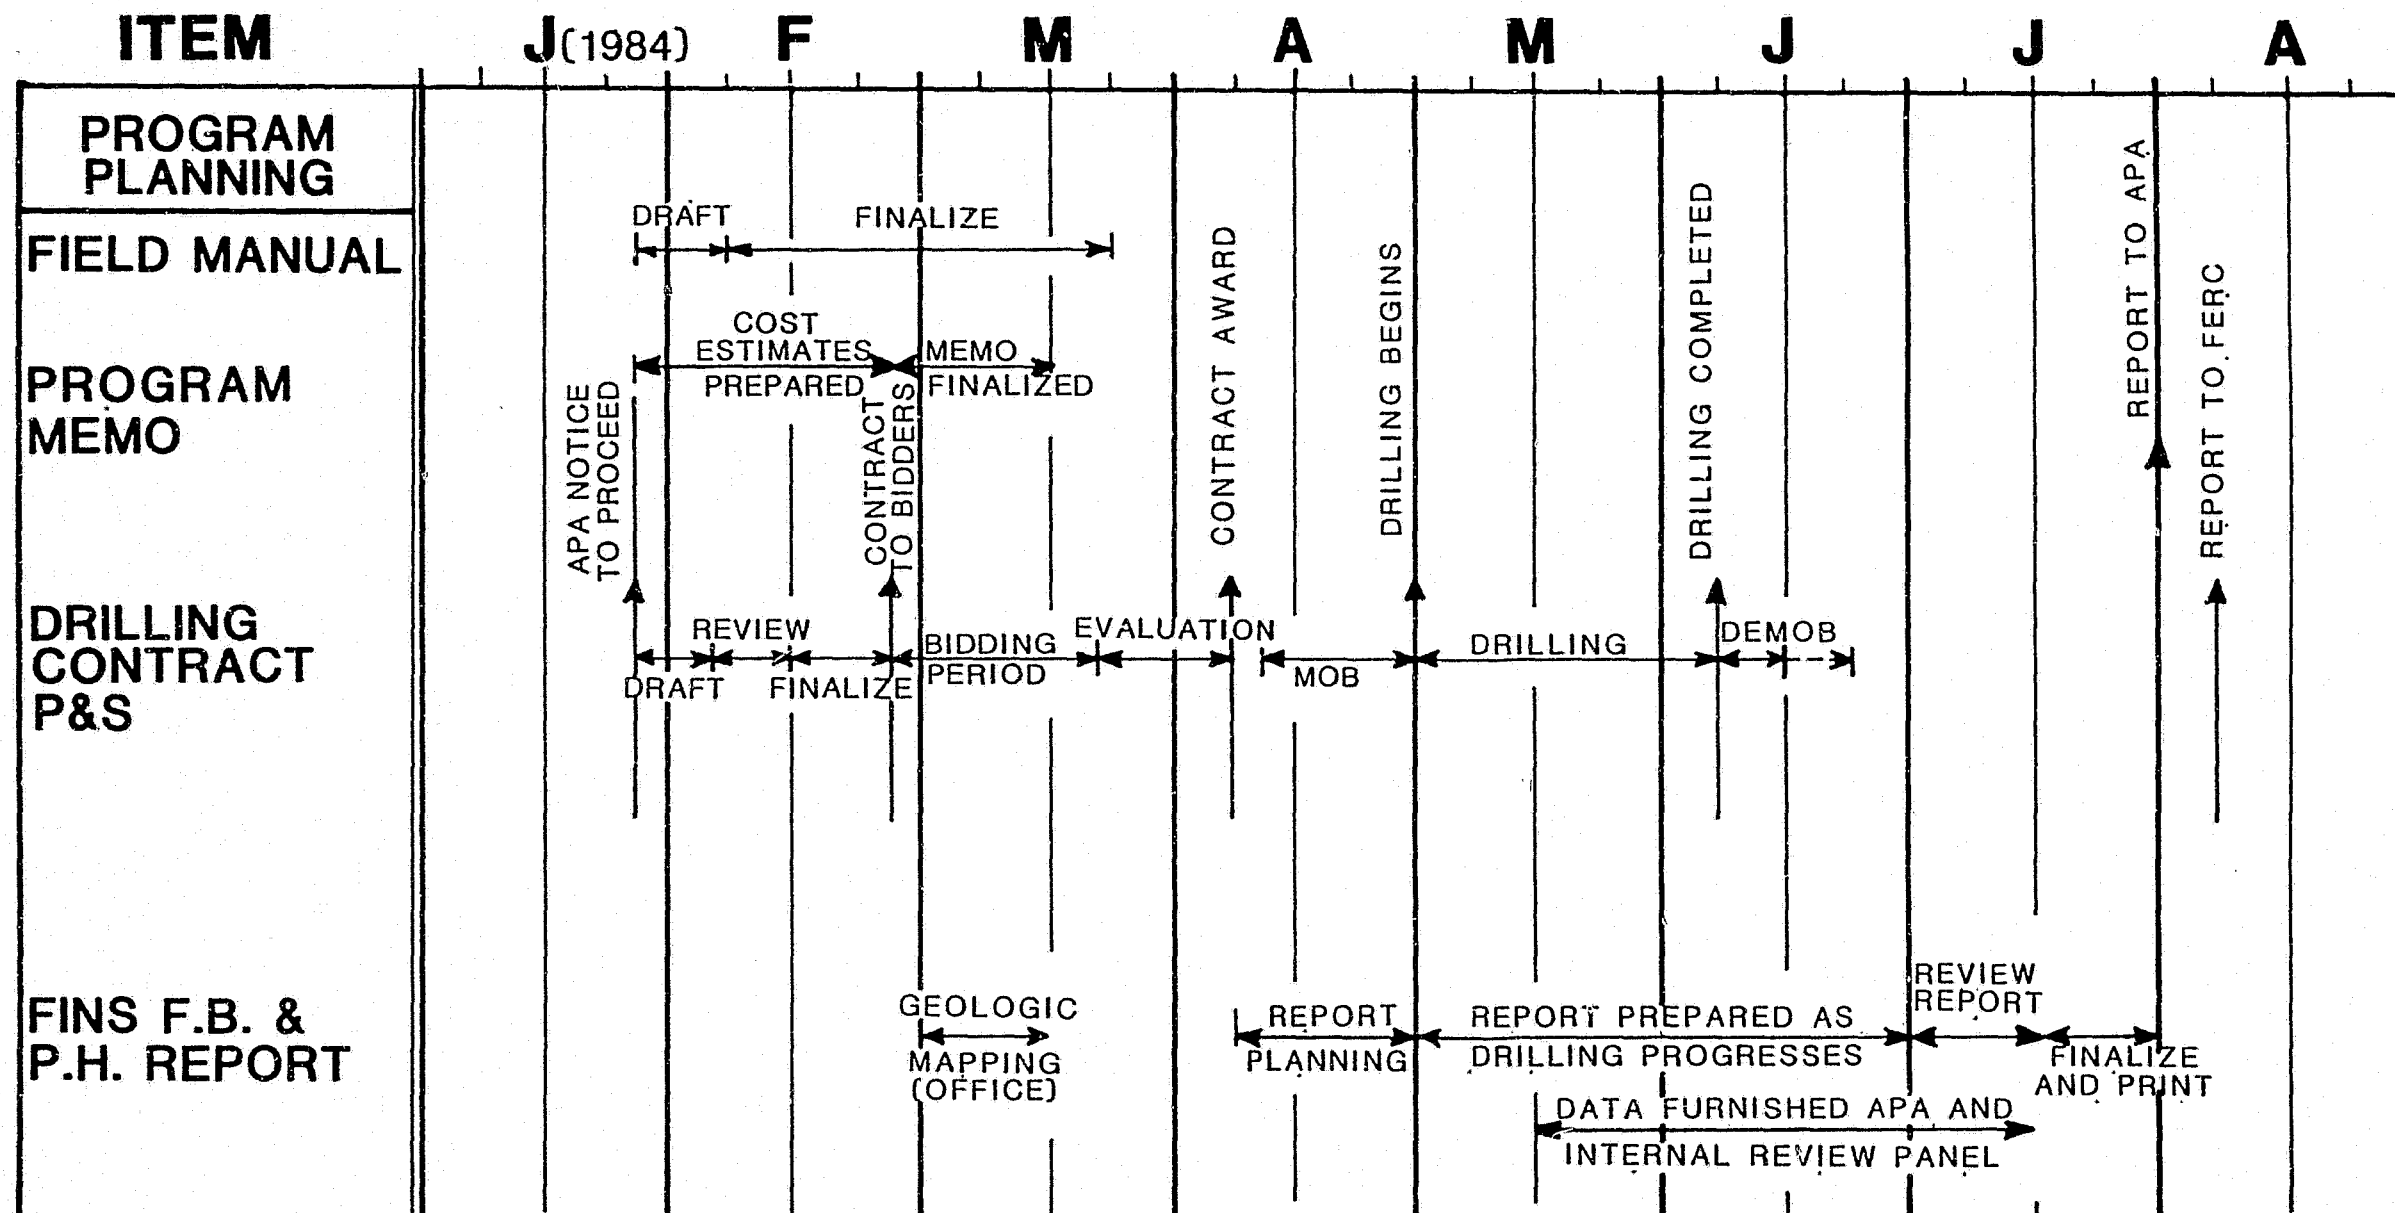 ITEM J(1984) F M A M J J A
PROGRAM
PLANNING
FIELD MANUAL
DRAFT
FINALIZE
PROGRAM
MEMO
COST
ESTIMATES
PREPARED
MEMO
FINALIZED
APA NOTICE
TO PROCEED
CONTRACT
TO BIDDERS
CONTRACT AWARD
DRILLING BEGINS
DRILLING COMPLETED
REPORT TO APA
REPORT TO FERC
DRILLING
CONTRACT
P&S
DRAFT
REVIEW
FINALIZE
BIDDING
PERIOD
EVALUATION
MOB
DRILLING
DEMOB
FINS F.B. &
P.H. REPORT
GEOLOGIC
MAPPING
(OFFICE)
REPORT
PLANNING
REPORT PREPARED AS
DRILLING PROGRESSES
REVIEW
REPORT
FINALIZE
AND PRINT
DATA FURNISHED APA AND
INTERNAL REVIEW PANEL